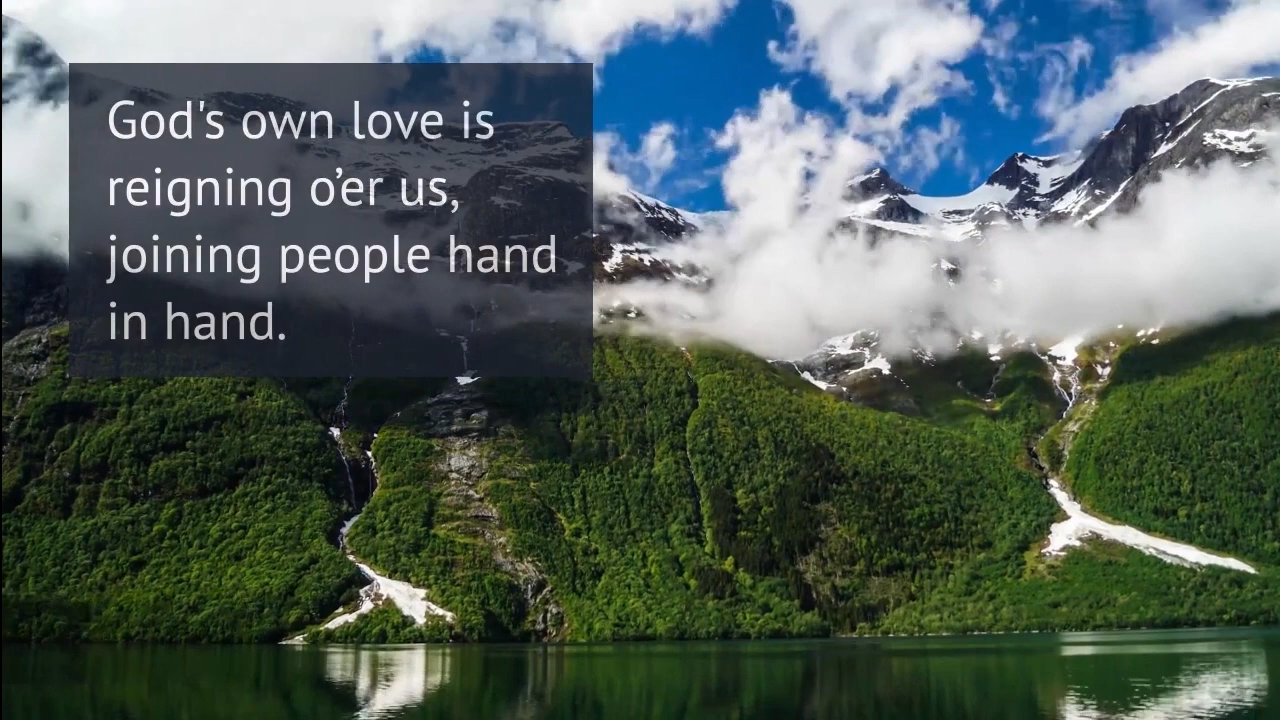 God's own love is
reigning o’er us,
joining people hand
in hand.